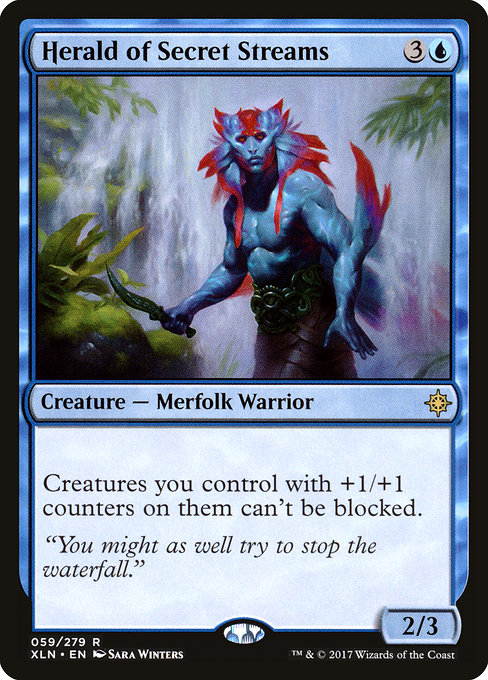 Herald of Secret Streams 3
Creature — Merfolk Warrior
Creatures you control with +1/+1
counters on them can't be blocked.
“You might as well try to stop the
waterfall.”
2/3
059/279 R
XLN • EN Sara Winters
™ & © 2017 Wizards of the Coast